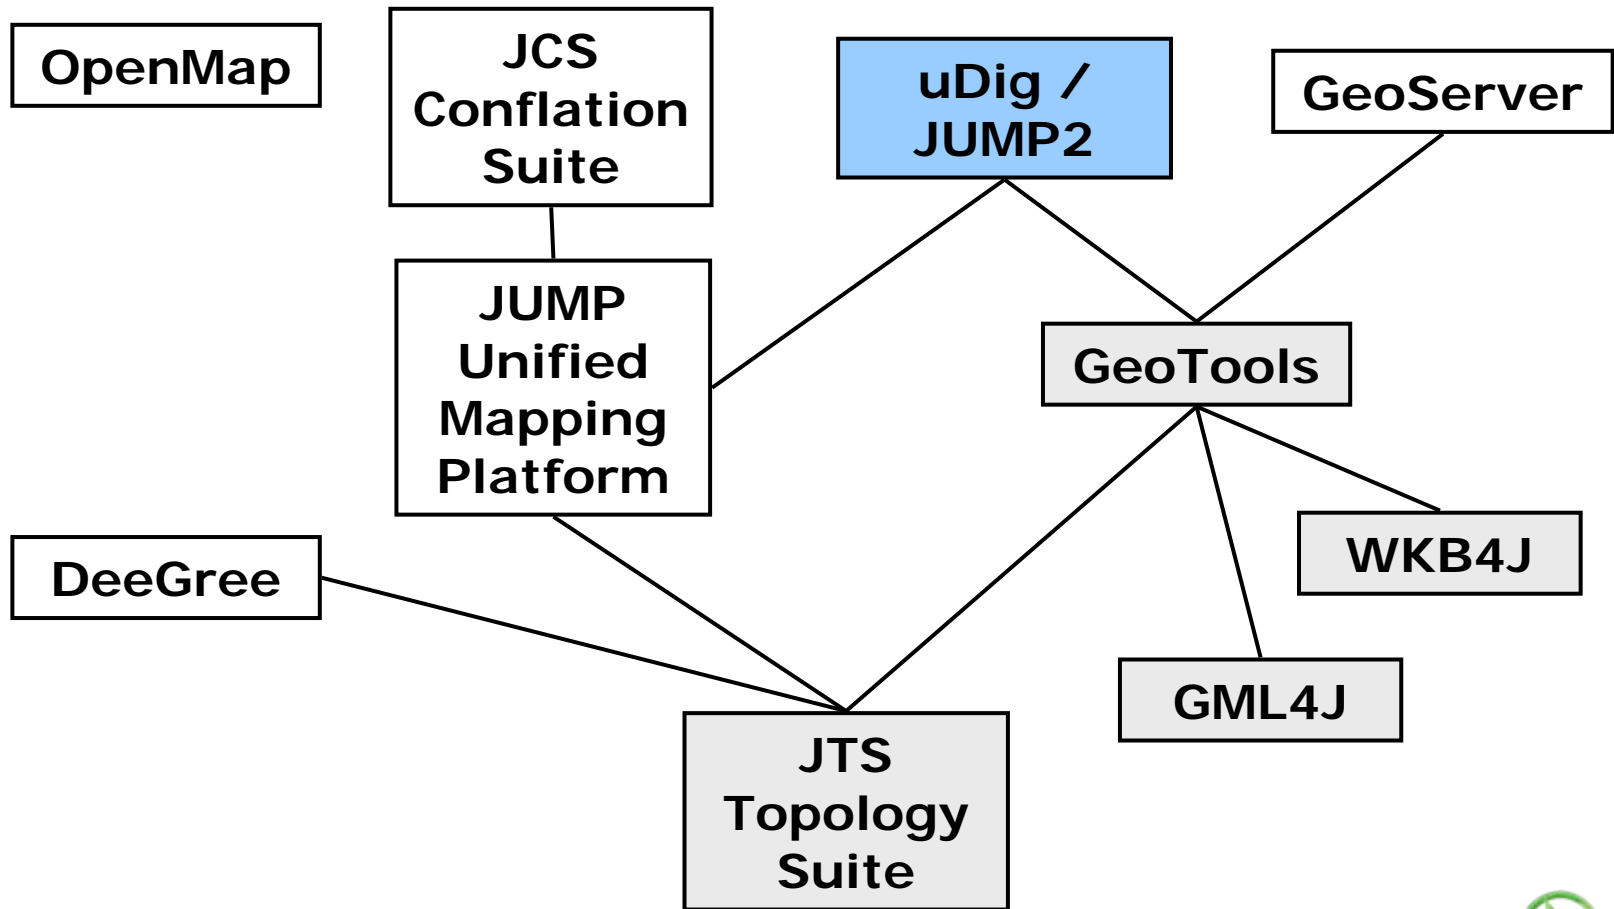 OpenMap
JCS
Conflation
Suite
uDig /
JUMP2
GeoServer
JUMP
Unified
Mapping
Platform
GeoTools
DeeGree
WKB4J
GML4J
JTS
Topology
Suite